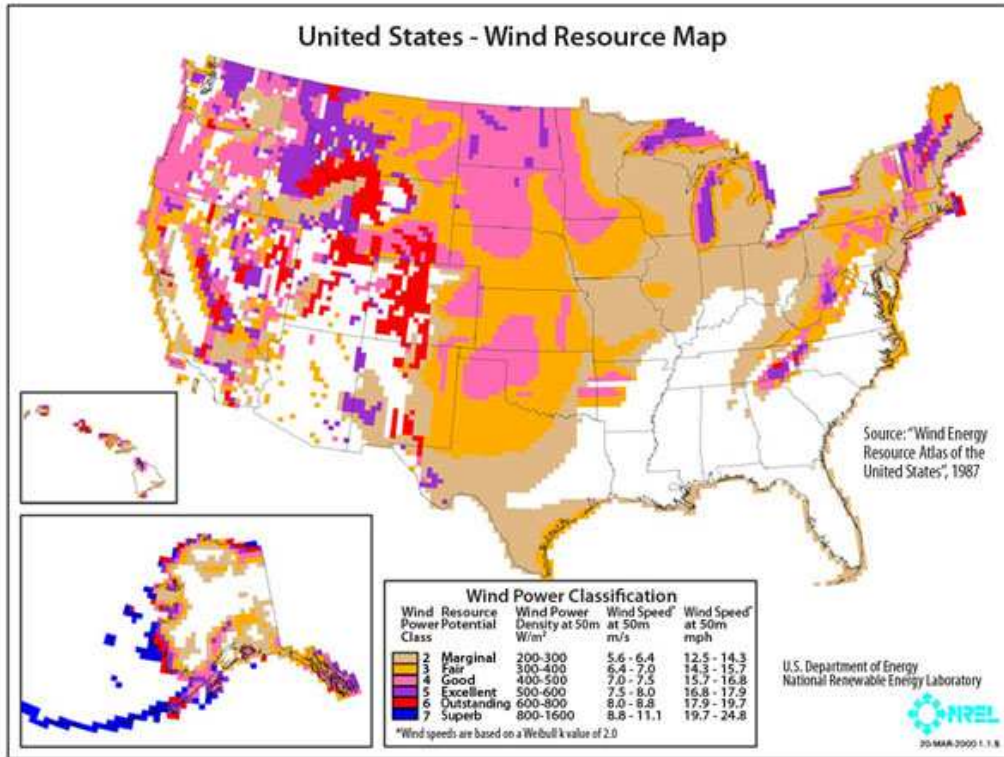 United States - Wind Resource Map
Source: "Wind Energy
Resource Atlas of the
United States", 1987
Wind Power Classification
Wind Resource Wind Power Wind Speed* Wind Speed*
Power Potential Density at 50m at 50m at 50m
Class W/m² m/s mph
2 Marginal 200-300 5.6 - 6.4 12.5 - 14.3
3 Fair 300-400 6.4 - 7.0 14.3 - 15.7
4 Good 400-500 7.0 - 7.5 15.7 - 16.8
5 Excellent 500-600 7.5 - 8.0 16.8 - 17.9
6 Outstanding 600-800 8.0 - 8.8 17.9 - 19.7
7 Superb 800-1600 8.8 - 11.1 19.7 - 24.8
*Wind speeds are based on a Weibull k value of 2.0
U.S. Department of Energy
National Renewable Energy Laboratory
NREL
20-MAR-2000 1.1.8